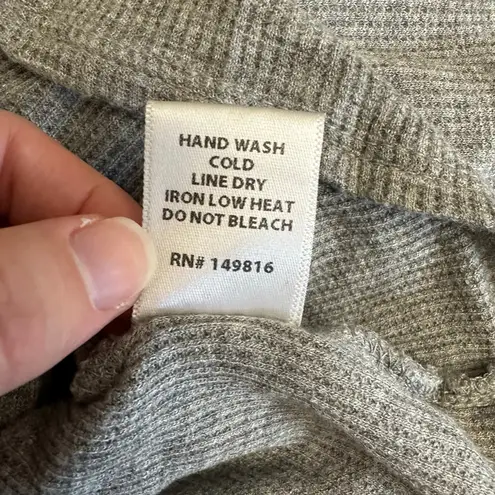 HAND WASH
COLD
LINE DRY
IRON LOW HEAT
DO NOT BLEACH
RN# 149816